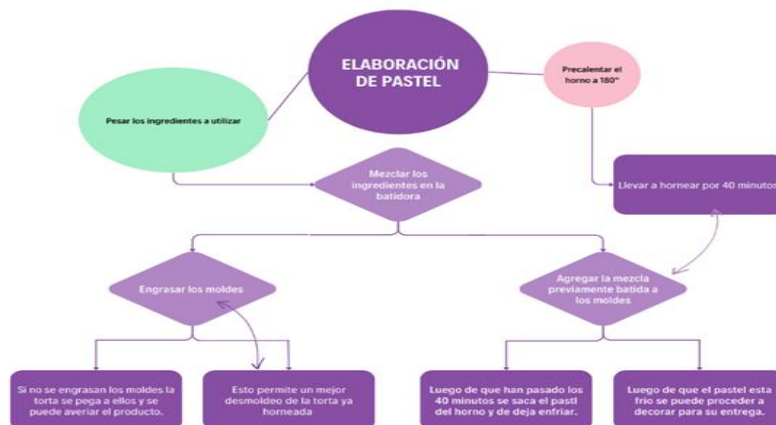 ELABORACIÓN
DE PASTEL
Precalentar el
horno a 180°
Pesar los ingredientes a utilizar
Mezclar los
ingredientes en la
batidora
Llevar a hornear por 40 minutos
Engrasar los moldes
Agregar la mezcla
previamente batida a
los moldes
Si no se engrasan los moldes la
torta se pega a ellos y se
puede averiar el producto.
Esto permite un mejor
desmoldeo de la torta ya
horneada
Luego de que han pasado los
40 minutos se saca el pastl
del horno y de deja enfriar.
Luego de que el pastel esta
frio se puede proceder a
decorar para su entrega.